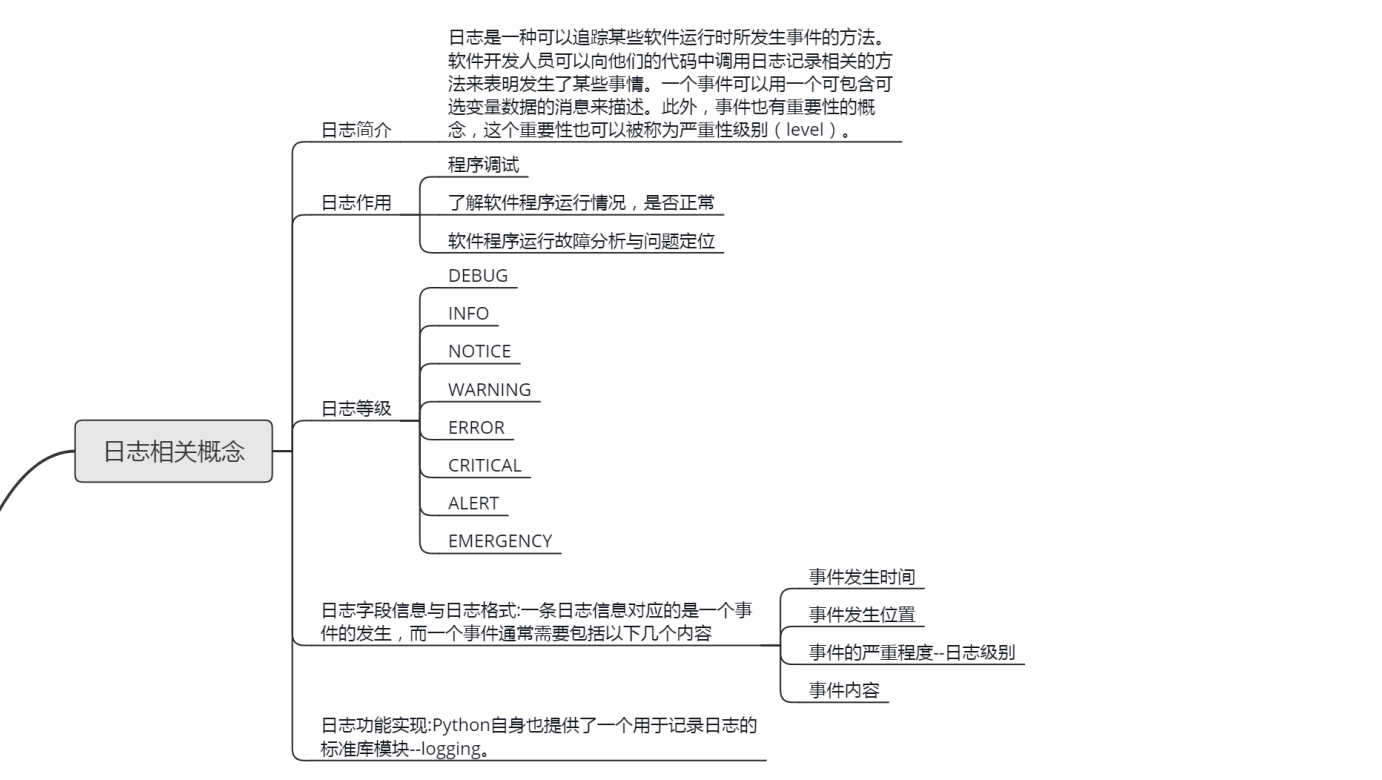 日志是一种可以追踪某些软件运行时所发生事件的方法。
软件开发人员可以向他们的代码中调用日志记录相关的方
法来表明发生了某些事情。一个事件可以用一个可包含可
选变量数据的消息来描述。此外，事件也有重要性的概
念，这个重要性也可以被称为严重性级别（level）。
日志简介
程序调试
日志作用
了解软件程序运行情况，是否正常
软件程序运行故障分析与问题定位
DEBUG
INFO
NOTICE
WARNING
日志等级
ERROR
日志相关概念
CRITICAL
ALERT
EMERGENCY
事件发生时间
日志字段信息与日志格式:一条日志信息对应的是一个事
件的发生，而一个事件通常需要包括以下几个内容
事件发生位置
事件的严重程度--日志级别
事件内容
日志功能实现:Python自身也提供了一个用于记录日志的
标准库模块--logging。